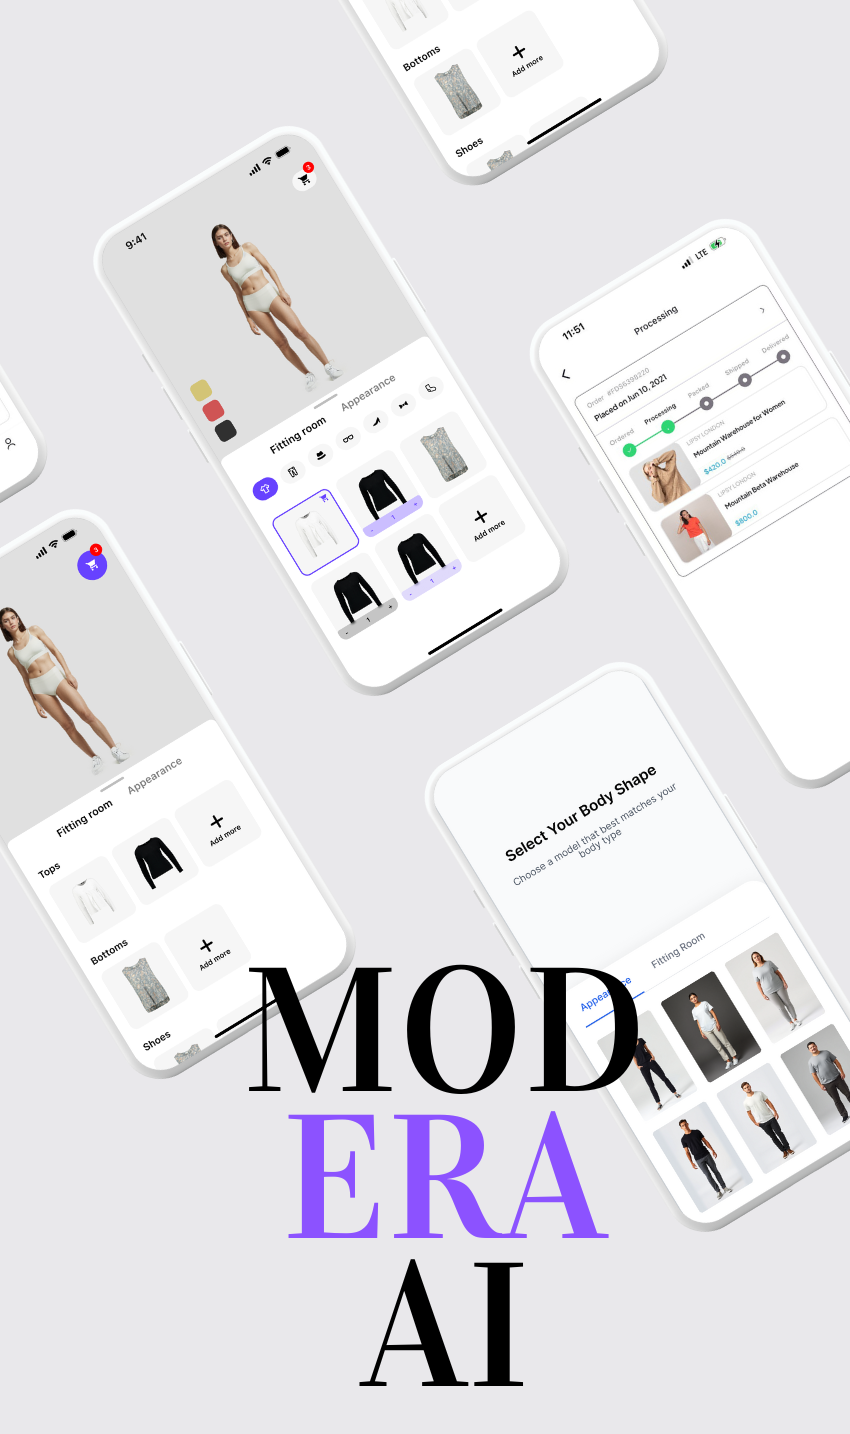 Bottoms
Add more
Shoes
9:41
3
Fitting room
Appearance
- 1 +
- 1 +
- 1 +
Add more
11:51
LTE
Processing
Order #FDS6398220
Placed on Jun 10, 2021
Ordered
Processing
Packed
Shipped
Delivered
LIPSY LONDON
Mountain Warehouse for Women
$420.0
LIPSY LONDON
Mountain Beta Warehouse
$800.0
3
Fitting room
Appearance
Tops
Add more
Bottoms
Add more
Shoes
Select Your Body Shape
Choose a model that best matches your
body type
Appearance
Fitting Room
MOD
ERA
AI